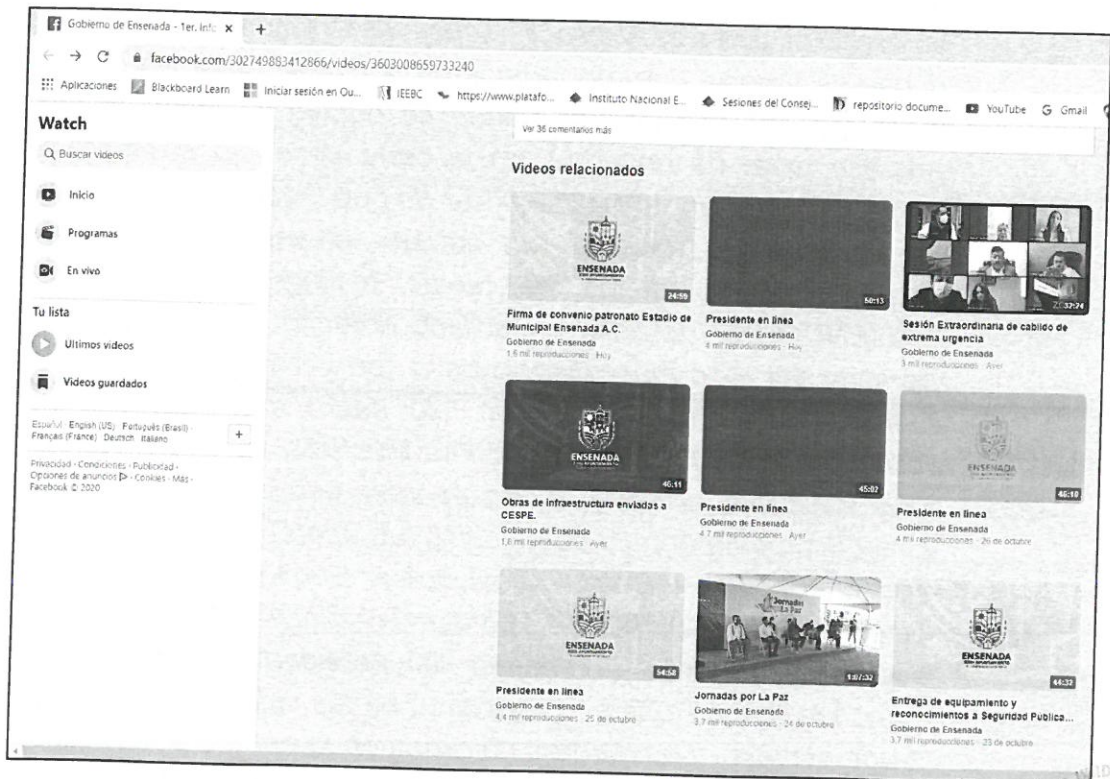 Gobierno de Ensenada - 1er. Info
facebook.com/302749883412866/videos/3603008659733240
Aplicaciones Blackboard Learn Iniciar sesión en Ou... IEEBC https://www.platafo... Instituto Nacional E... Sesiones del Consej... repositorio docume... YouTube Gmail
Watch
Buscar videos
Inicio
Programas
En vivo
Tu lista
Últimos videos
Videos guardados
Español · English (US) · Português (Brasil) ·
Français (France) · Deutsch · Italiano
Privacidad · Condiciones · Publicidad ·
Opciones de anuncios · Cookies · Más ·
Facebook © 2020
Ver 36 comentarios más
Videos relacionados
ENSENADA
24:59
Firma de convenio patronato Estadio de
Municipal Ensenada A.C.
Gobierno de Ensenada
1,6 mil reproducciones · Hoy
50:13
Presidente en línea
Gobierno de Ensenada
4 mil reproducciones · Hoy
Sesión Extraordinaria de cabildo de
extrema urgencia
Gobierno de Ensenada
3 mil reproducciones · Ayer
ENSENADA
46:11
Obras de infraestructura enviadas a
CESPE.
Gobierno de Ensenada
1,8 mil reproducciones · Ayer
45:02
Presidente en línea
Gobierno de Ensenada
4,7 mil reproducciones · Ayer
ENSENADA
46:10
Presidente en línea
Gobierno de Ensenada
4 mil reproducciones · 26 de octubre
ENSENADA
54:58
Presidente en línea
Gobierno de Ensenada
4,4 mil reproducciones · 25 de octubre
Jornadas
La Paz
1:07:32
Jornadas por La Paz
Gobierno de Ensenada
3,7 mil reproducciones · 24 de octubre
ENSENADA
44:32
Entrega de equipamiento y
reconocimientos a Seguridad Publica...
Gobierno de Ensenada
3,7 mil reproducciones · 23 de octubre